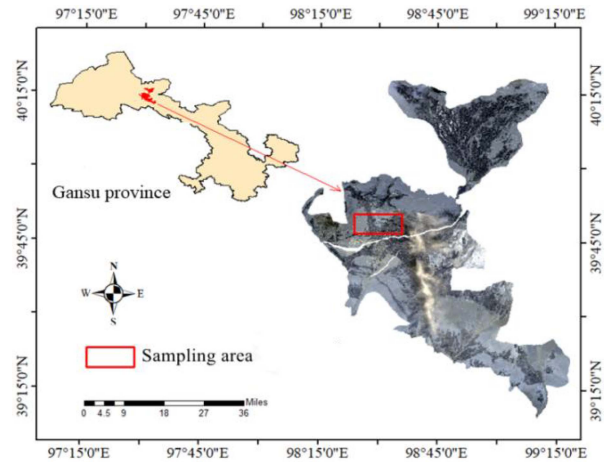 97°15'0"E 97°45'0"E 98°15'0"E 98°45'0"E 99°15'0"E
40°15'0"N 40°15'0"N
Gansu province
39°45'0"N 39°45'0"N
N
W E
S
Sampling area
39°15'0"N 39°15'0"N
Miles
0 4.5 9 18 27 36
97°15'0"E 97°45'0"E 98°15'0"E 98°45'0"E 99°15'0"E